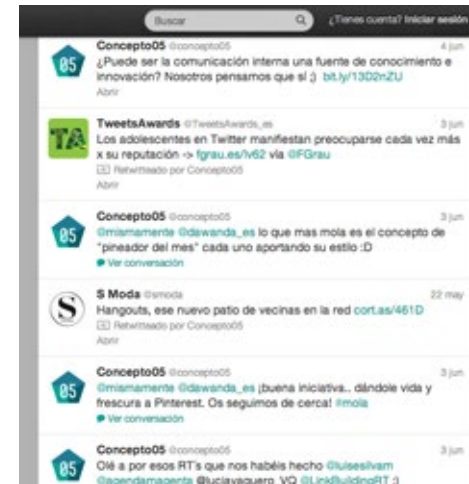 Buscar
¿Tienes cuenta? Iniciar sesión
Concepto05 @concepto05 4 jun
¿Puede ser la comunicación interna una fuente de conocimiento e
innovación? Nosotros pensamos que sí ;) bit.ly/13D2nZU
Abrir
TA
TweetsAwards @TweetsAwards_es 3 jun
Los adolescentes en Twitter manifiestan preocuparse cada vez más
x su reputación -> fgrau.es/lv62 vía @FGrau
Retwitteado por Concepto05
Abrir
05
Concepto05 @concepto05 3 jun
@mismamente @dawanda_es lo que mas mola es el concepto de
"pineador del mes" cada uno aportando su estilo :D
Ver conversación
S
S Moda @smoda 22 may
Hangouts, ese nuevo patio de vecinas en la red cort.as/461D
Retwitteado por Concepto05
Abrir
05
Concepto05 @concepto05 3 jun
@mismamente @dawanda_es ¡buena iniciativa.. dándole vida y
frescura a Pinterest. Os seguimos de cerca! #mola
Ver conversación
05
Concepto05 @concepto05 3 jun
Olé a por esos RT's que nos habéis hecho @luisesilvam
@agendamagenta @luciavaquero_VQ @LinkBuildingRT :)